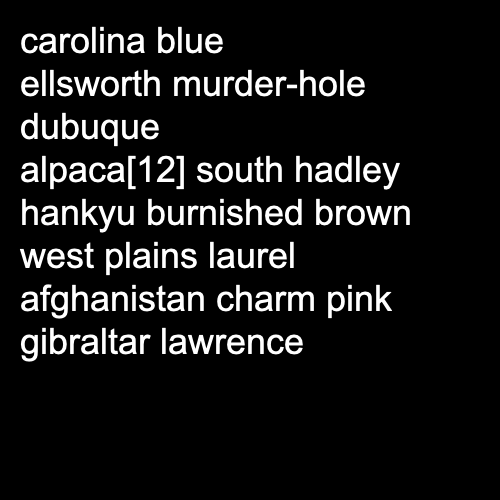 carolina blue
ellsworth murder-hole
dubuque
alpaca[12] south hadley
hankyu burnished brown
west plains laurel
afghanistan charm pink
gibraltar lawrence